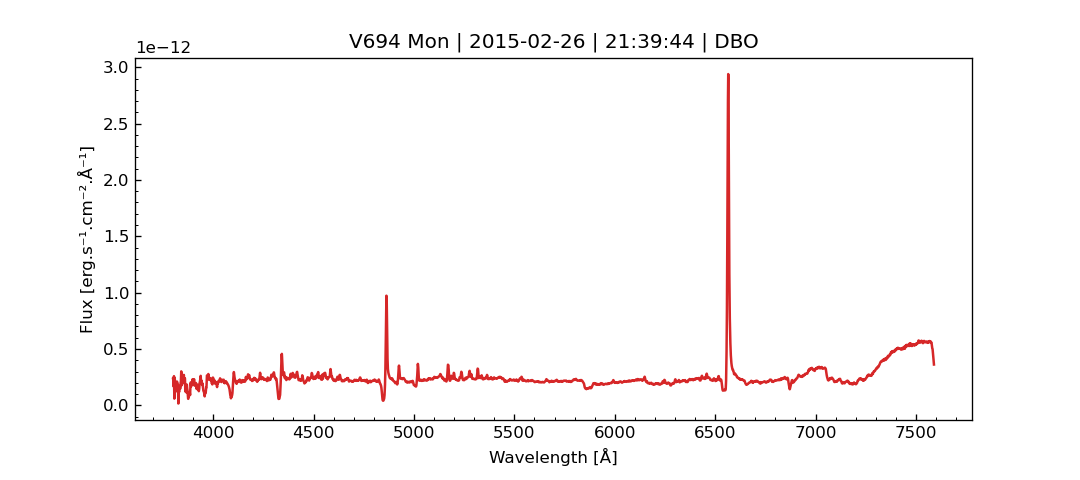 V694 Mon | 2015-02-26 | 21:39:44 | DBO
1e−12
3.0
2.5
2.0
1.5
1.0
0.5
0.0
Flux [erg.s⁻¹.cm⁻².Å⁻¹]
4000 4500 5000 5500 6000 6500 7000 7500
Wavelength [Å]